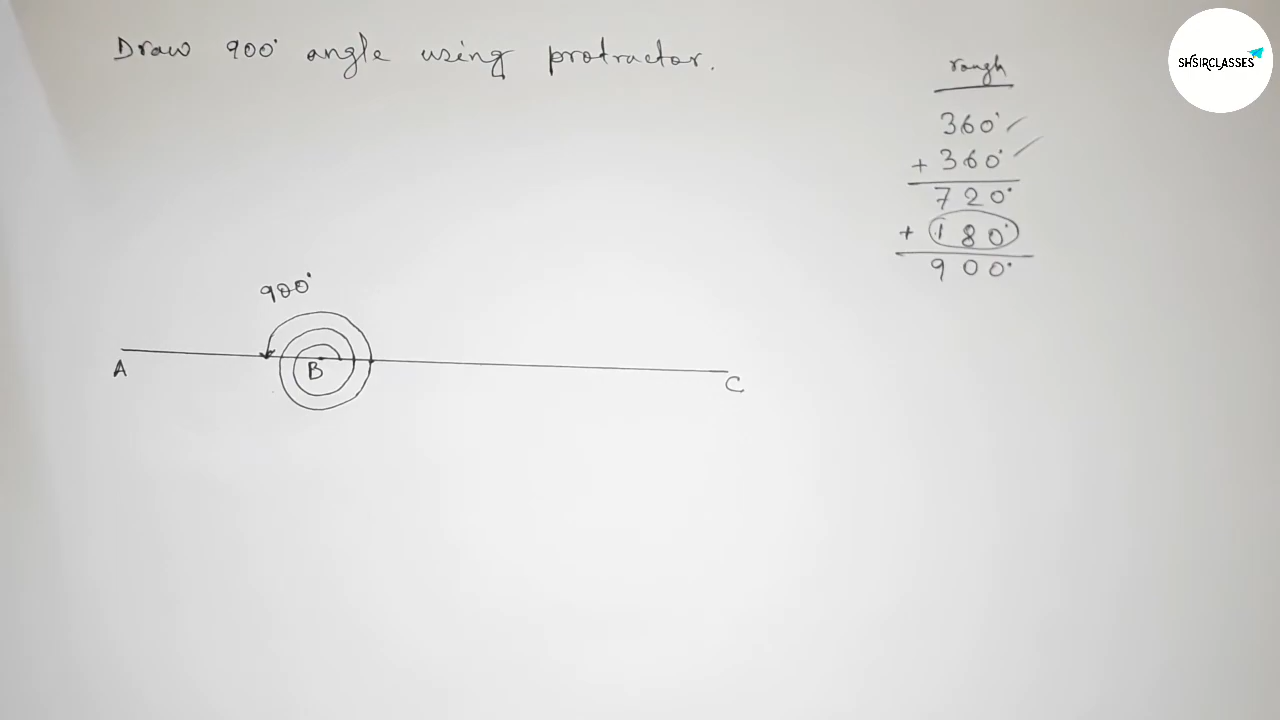 Draw 900° angle using protractor.
rough
SHSIRCLASSES
360°
+ 360°
720°
+ 180°
900°
900°
A
B
C